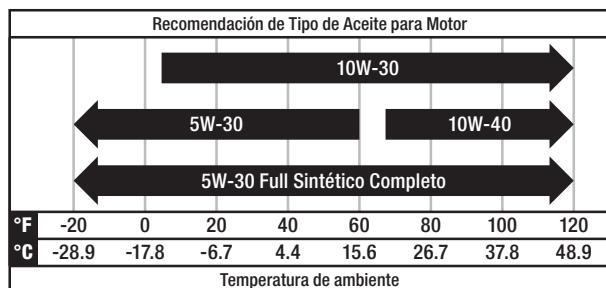 Recomendación de Tipo de Aceite para Motor
10W-30
5W-30 10W-40
5W-30 Full Sintético Completo
°F -20 0 20 40 60 80 100 120
°C -28.9 -17.8 -6.7 4.4 15.6 26.7 37.8 48.9
Temperatura de ambiente